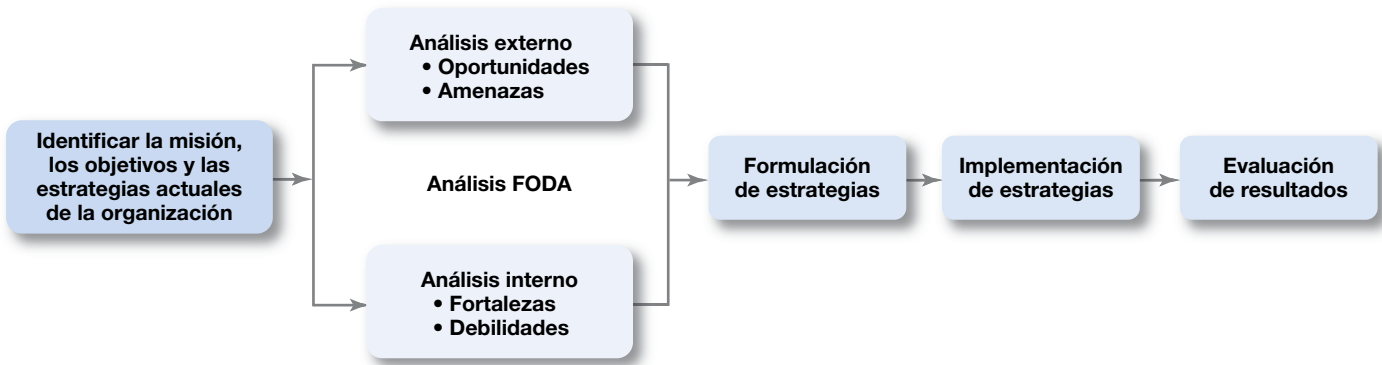 Identificar la misión,
los objetivos y las
estrategias actuales
de la organización
Análisis externo
• Oportunidades
• Amenazas
Análisis FODA
Análisis interno
• Fortalezas
• Debilidades
Formulación
de estrategias
Implementación
de estrategias
Evaluación
de resultados